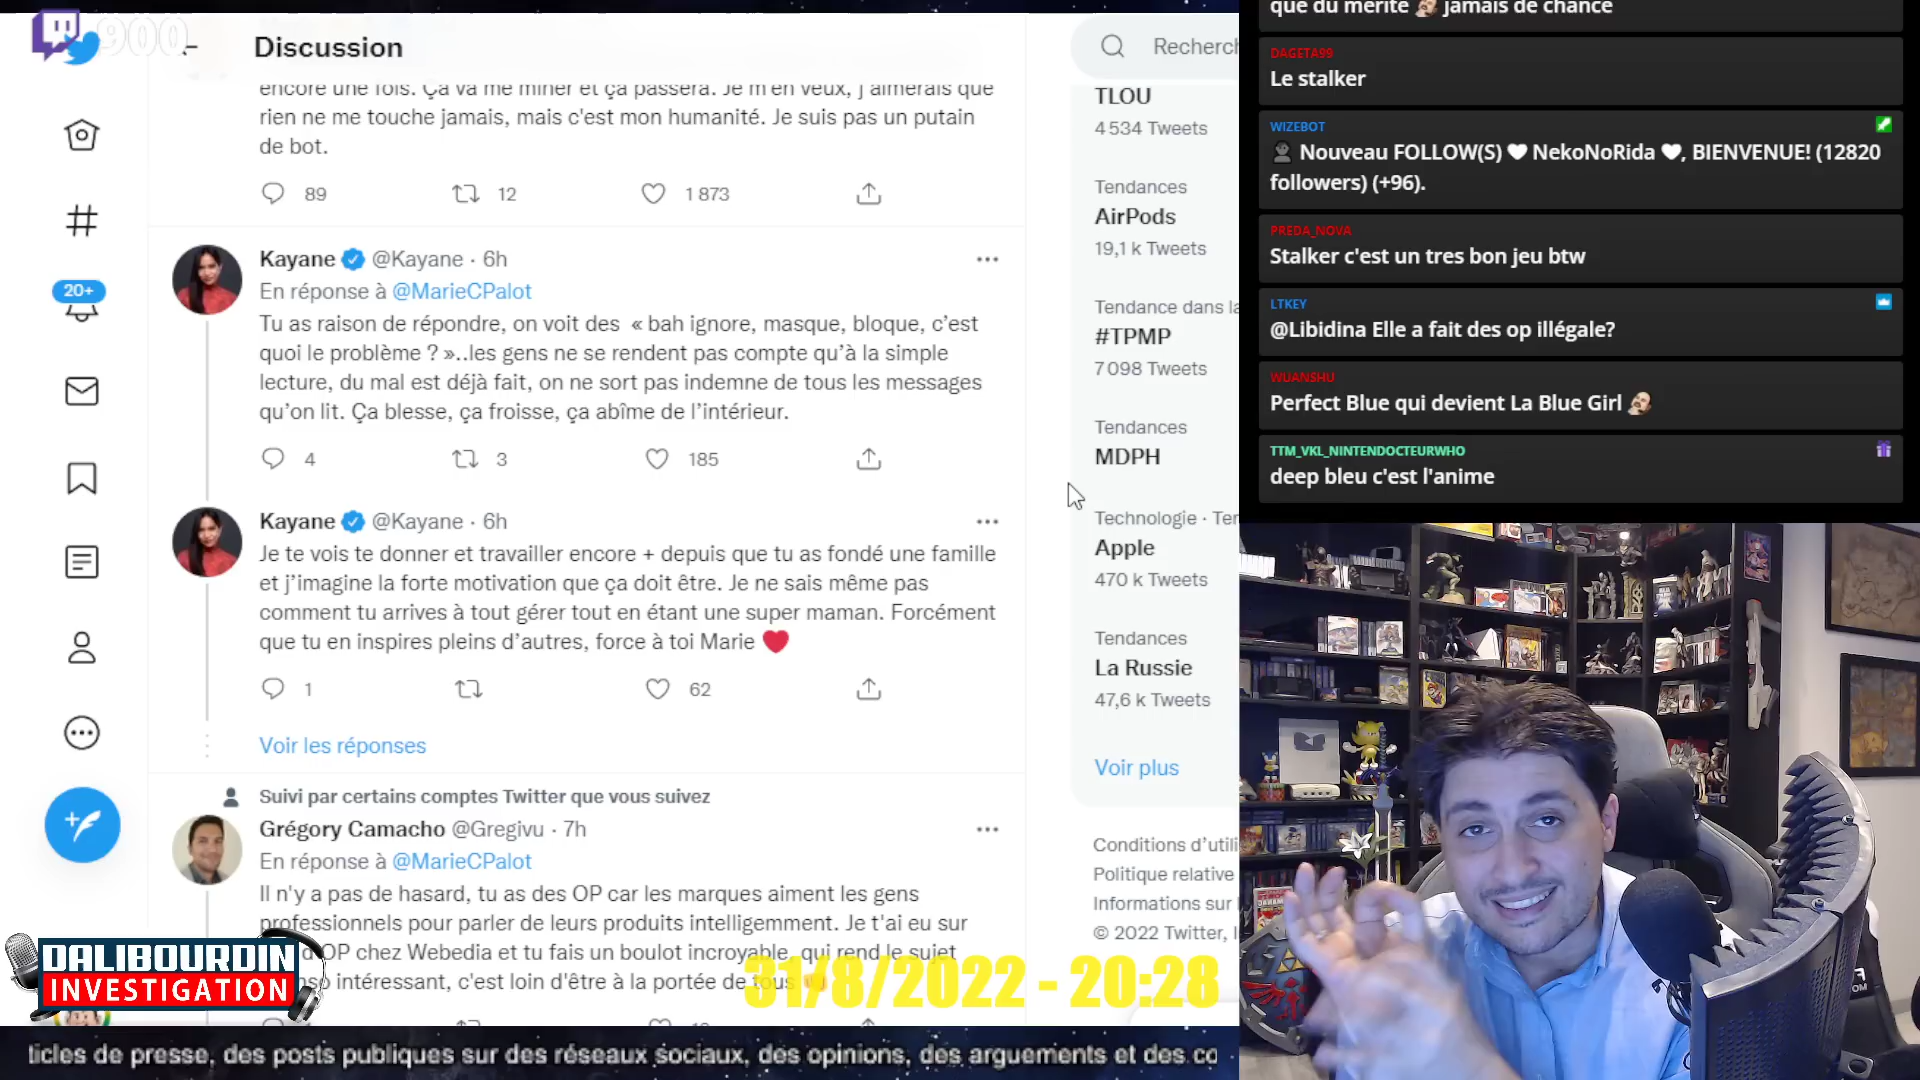 900
Discussion
encore une fois. Ça va me miner et ça passera. Je m'en veux, j'aimerais que
rien ne me touche jamais, mais c'est mon humanité. Je suis pas un putain
de bot.
89
12
1 873
Kayane @Kayane · 6h
En réponse à @MarieCPalot
Tu as raison de répondre, on voit des « bah ignore, masque, bloque, c’est
quoi le problème ? »..les gens ne se rendent pas compte qu’à la simple
lecture, du mal est déjà fait, on ne sort pas indemne de tous les messages
qu’on lit. Ça blesse, ça froisse, ça abîme de l’intérieur.
4
3
185
Kayane @Kayane · 6h
Je te vois te donner et travailler encore + depuis que tu as fondé une famille
et j’imagine la forte motivation que ça doit être. Je ne sais même pas
comment tu arrives à tout gérer tout en étant une super maman. Forcément
que tu en inspires pleins d’autres, force à toi Marie ❤️
1
62
Voir les réponses
Suivi par certains comptes Twitter que vous suivez
Grégory Camacho @Gregivu · 7h
En réponse à @MarieCPalot
Il n'y a pas de hasard, tu as des OP car les marques aiment les gens
professionnels pour parler de leurs produits intelligemment. Je t'ai eu sur
OP chez Webedia et tu fais un boulot incroyable, qui rend le sujet
intéressant, c'est loin d'être à la portée de tous
20+
Recherch
TLOU
4 534 Tweets
Tendances
AirPods
19,1 k Tweets
Tendance dans la
#TPMP
7 098 Tweets
Tendances
MDPH
Technologie · Ten
Apple
470 k Tweets
Tendances
La Russie
47,6 k Tweets
Voir plus
Conditions d’utili
Politique relative
Informations sur l
© 2022 Twitter, I
que du mérite jamais de chance
DAGETA99
Le stalker
WIZEBOT
Nouveau FOLLOW(S) ♥ NekoNoRida ♥, BIENVENUE! (12820
followers) (+96).
PREDA_NOVA
Stalker c'est un tres bon jeu btw
LTKEY
@Libidina Elle a fait des op illégale?
WUANSHU
Perfect Blue qui devient La Blue Girl
TTM_VKL_NINTENDOCTEURWHO
deep bleu c'est l'anime
DALIBOURDIN
INVESTIGATION
31/8/2022 - 20:28
ticles de presse, des posts publiques sur des réseaux sociaux, des opinions, des arguements et des co